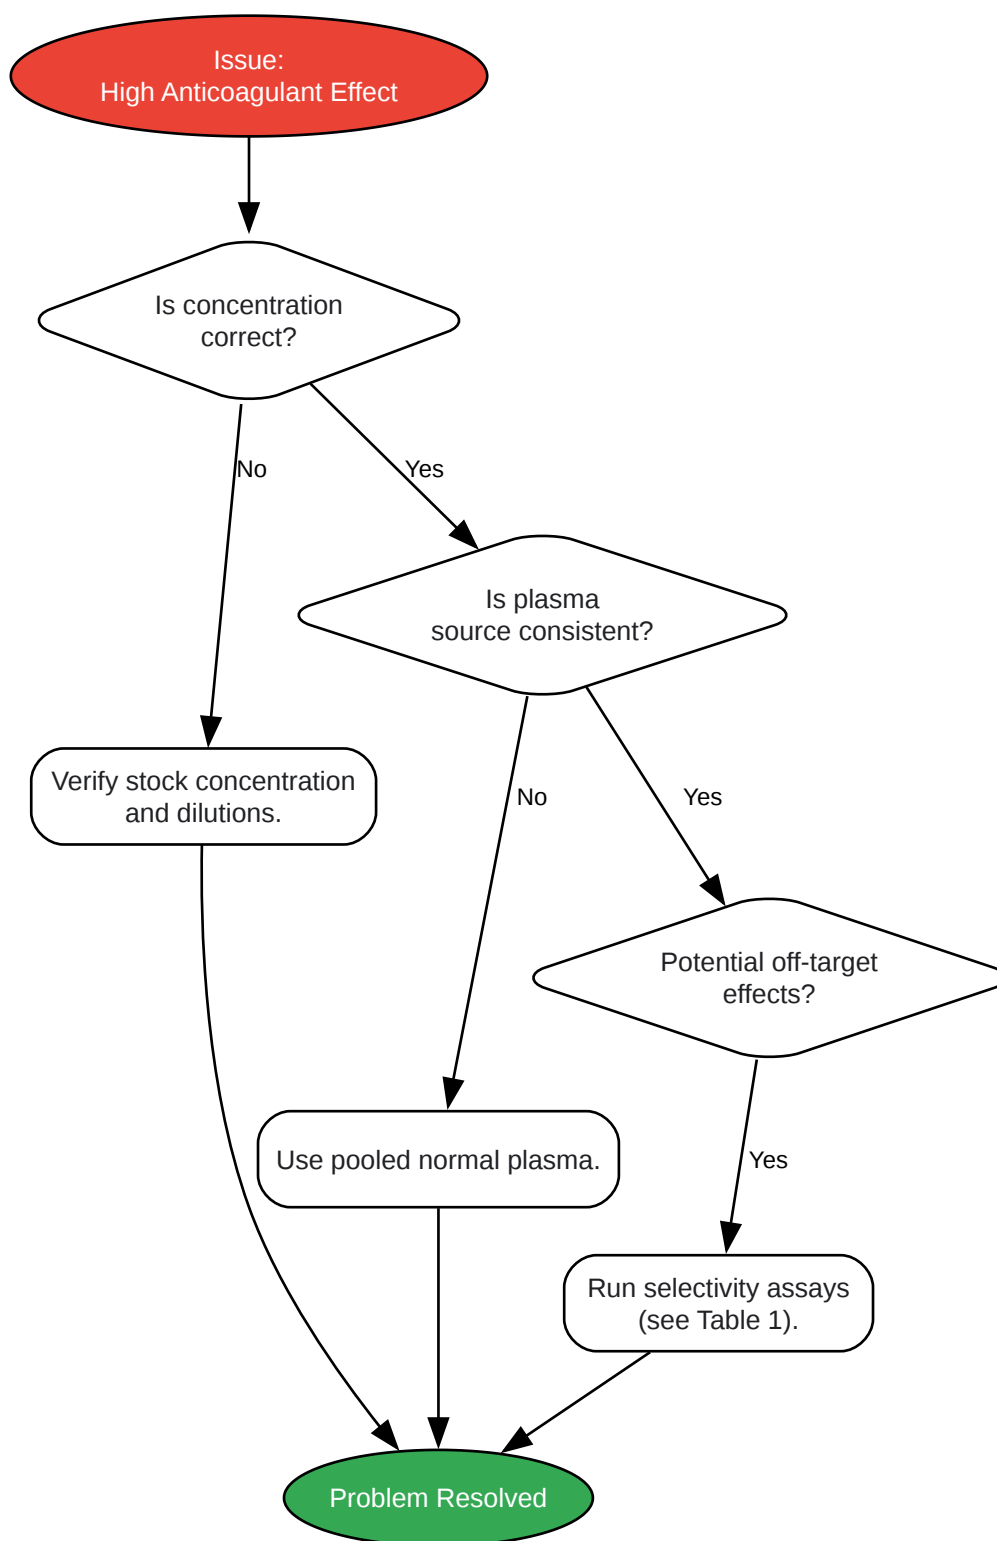 Issue:
High Anticoagulant Effect
Is concentration
correct?
No
Yes
Is plasma
source consistent?
Verify stock concentration
and dilutions.
No
Yes
Potential off-target
effects?
Use pooled normal plasma.
Yes
Run selectivity assays
(see Table 1).
Problem Resolved